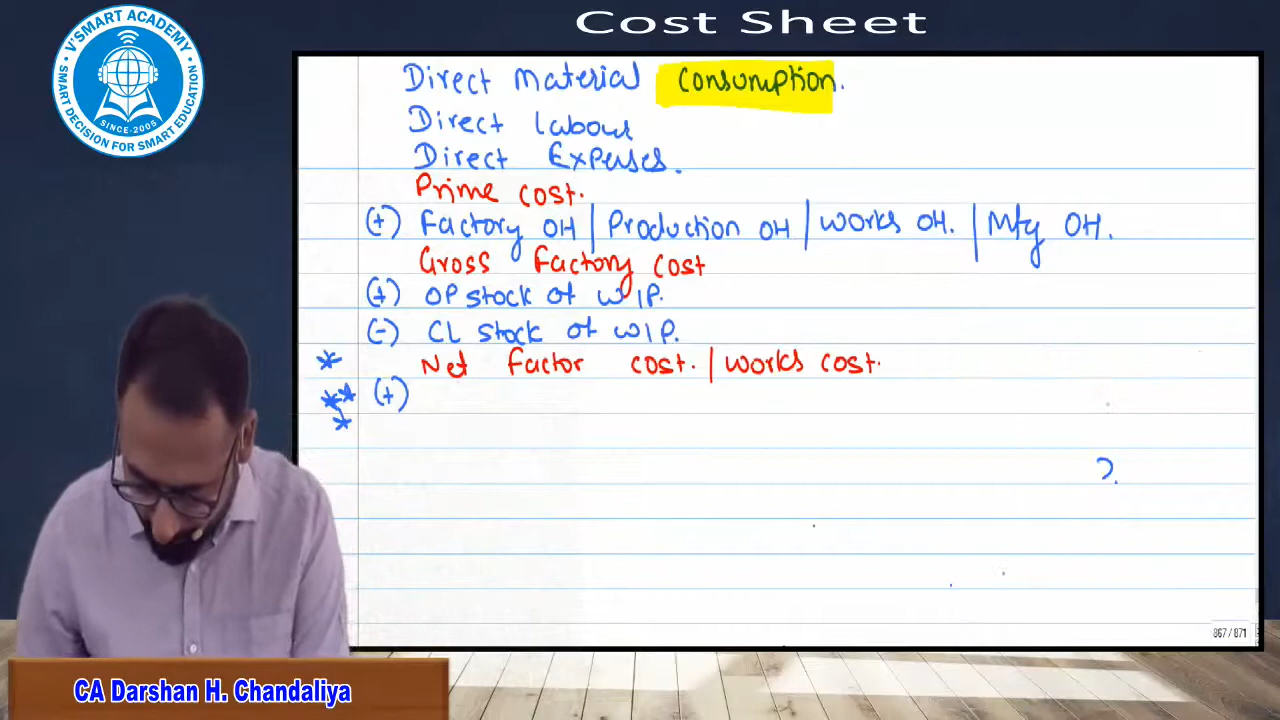 Cost Sheet
V'SMART ACADEMY
SINCE-2005
SMART DECISION FOR SMART EDUCATION
Direct Material Consumption.
Direct labour
Direct Expenses.
Prime cost.
(+) Factory OH | Production OH | works OH. | Mfg OH.
Gross factory cost
(+) OP stock of WIP.
(-) CL stock of WIP.
* Net factor cost. | works cost.
** (+)
*
?
867 / 871
CA Darshan H. Chandaliya